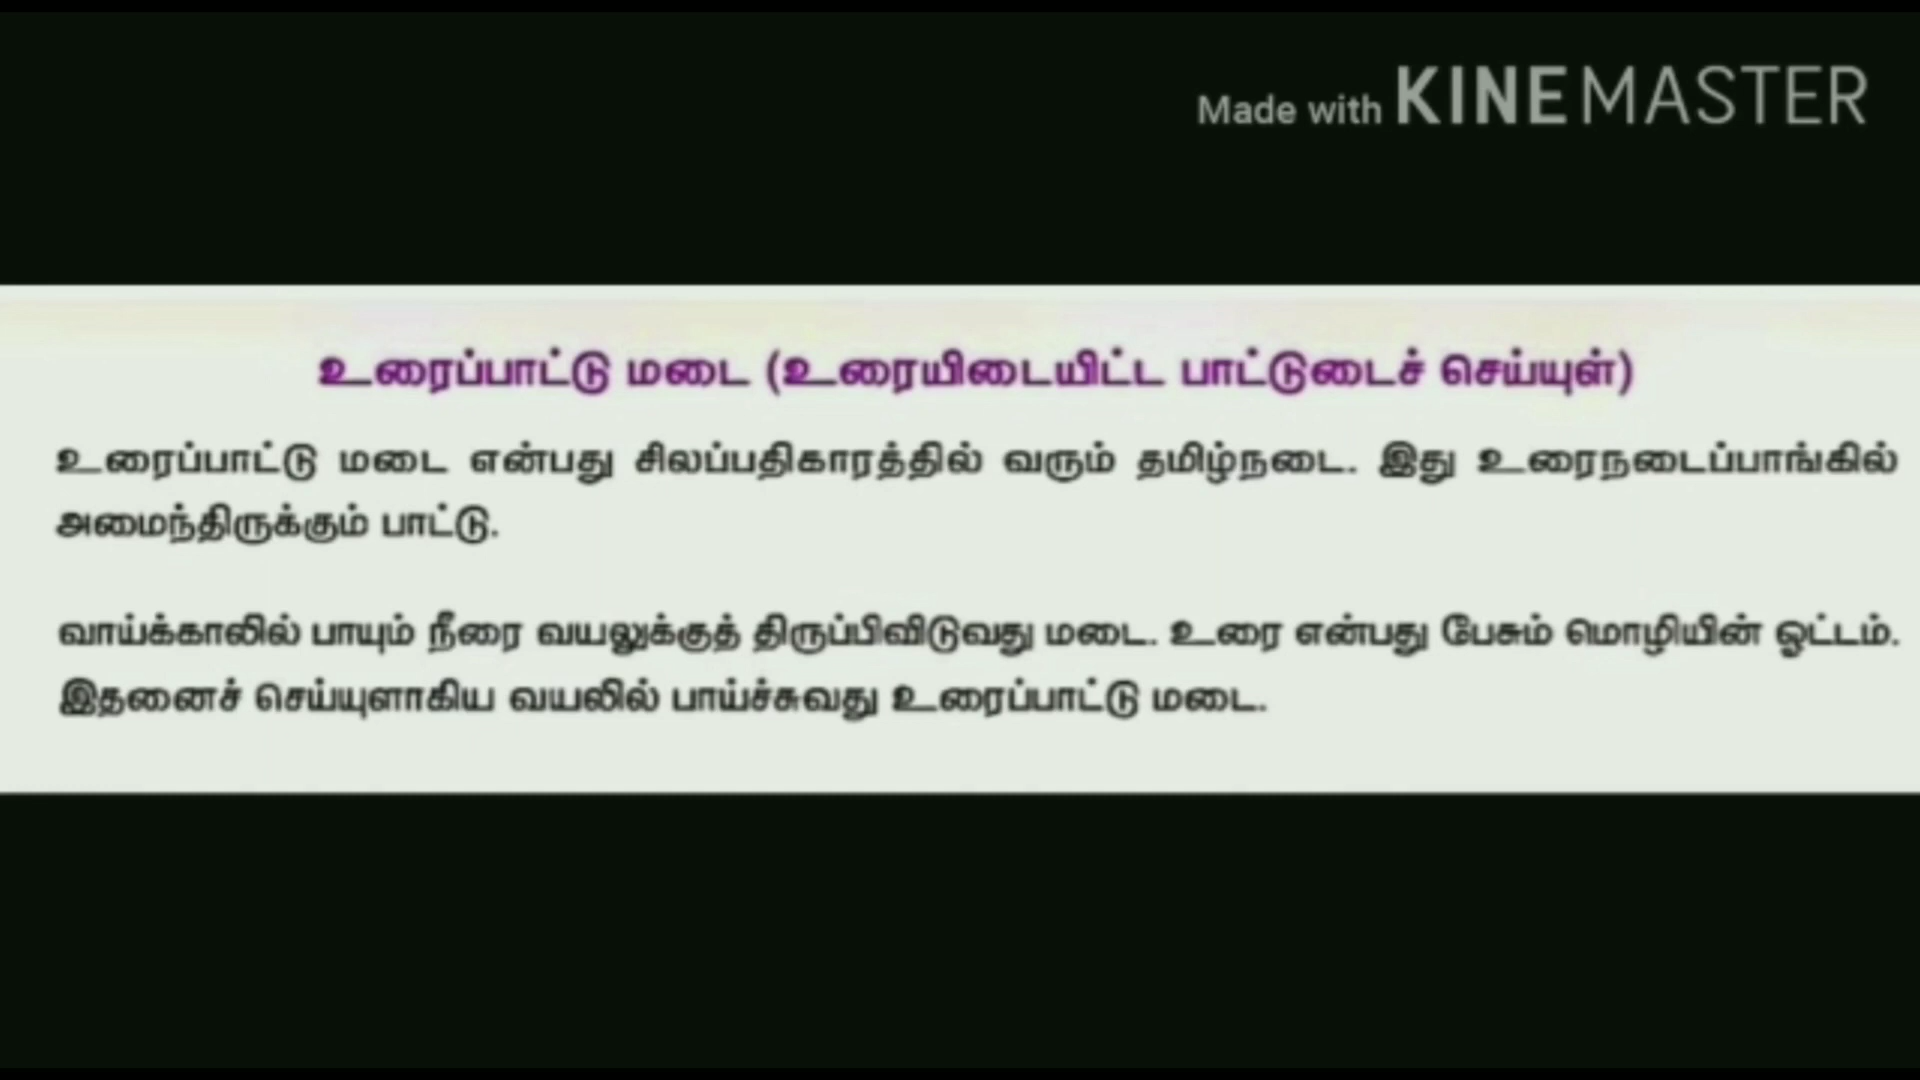 Made with KINEMASTER
உரைப்பாட்டு மடை (உரையிடையிட்ட பாட்டுடைச் செய்யுள்)
உரைப்பாட்டு மடை என்பது சிலப்பதிகாரத்தில் வரும் தமிழ்நடை. இது உரைநடைப்பாங்கில்
அமைந்திருக்கும் பாட்டு.
வாய்க்காலில் பாயும் நீரை வயலுக்குத் திருப்பிவிடுவது மடை. உரை என்பது பேசும் மொழியின் ஓட்டம்.
இதனைச் செய்யுளாகிய வயலில் பாய்ச்சுவது உரைப்பாட்டு மடை.